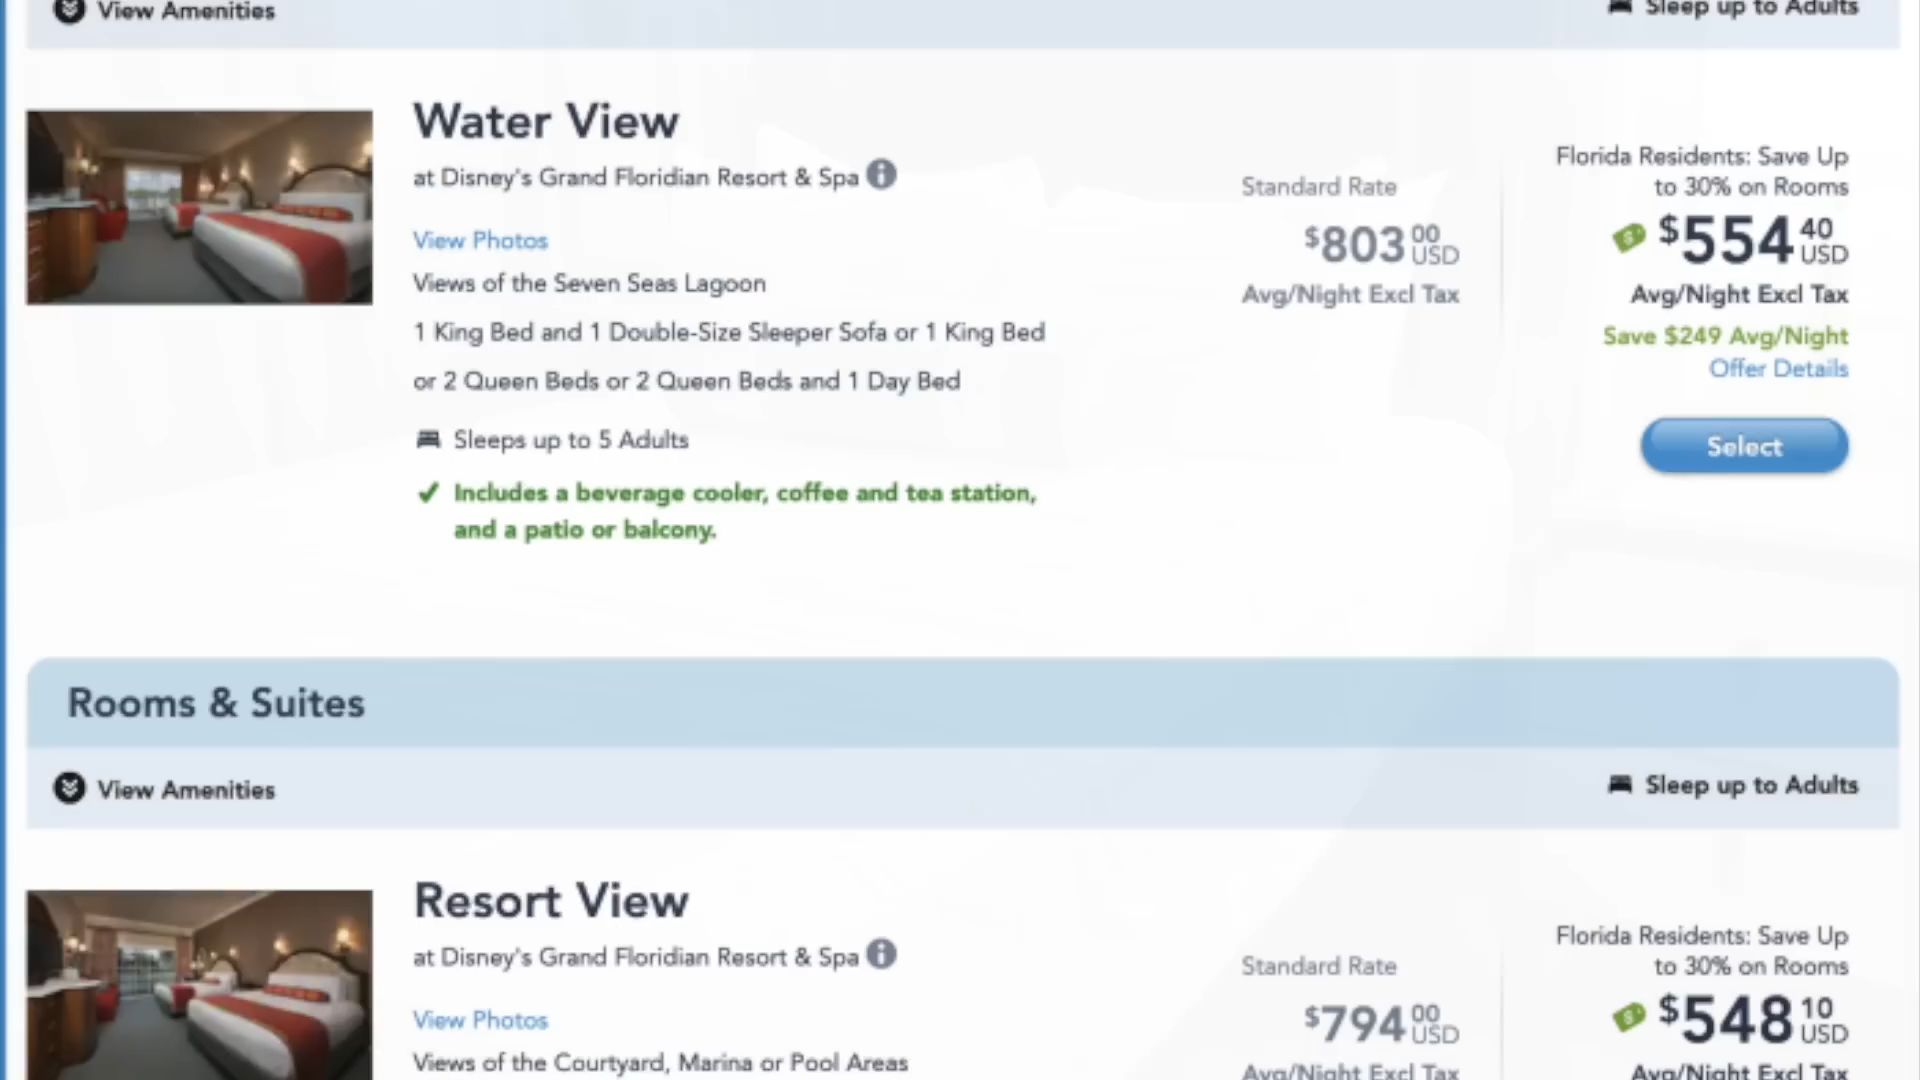 View Amenities
Sleep up to Adults
Water View
at Disney's Grand Floridian Resort & Spa
View Photos
Views of the Seven Seas Lagoon
1 King Bed and 1 Double-Size Sleeper Sofa or 1 King Bed
or 2 Queen Beds or 2 Queen Beds and 1 Day Bed
Sleeps up to 5 Adults
Includes a beverage cooler, coffee and tea station,
and a patio or balcony.
Standard Rate
$803 00 USD
Avg/Night Excl Tax
Florida Residents: Save Up
to 30% on Rooms
$554 40 USD
Avg/Night Excl Tax
Save $249 Avg/Night
Offer Details
Select
Rooms & Suites
View Amenities
Sleep up to Adults
Resort View
at Disney's Grand Floridian Resort & Spa
View Photos
Views of the Courtyard, Marina or Pool Areas
Standard Rate
$794 00 USD
Avg/Night Excl Tax
Florida Residents: Save Up
to 30% on Rooms
$548 10 USD
Avg/Night Excl Tax